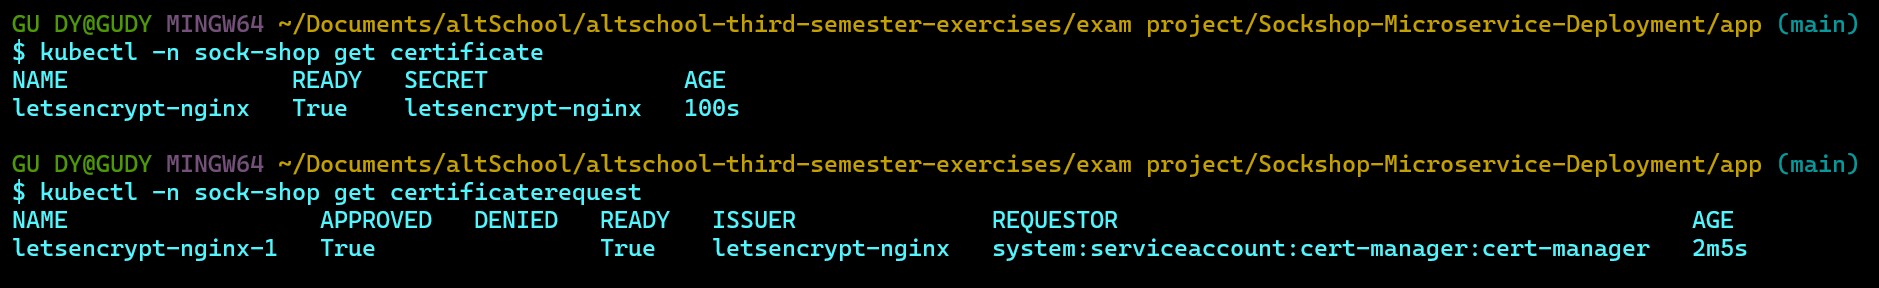 GU DY@GUDY MINGW64 ~/Documents/altSchool/altschool-third-semester-exercises/exam project/Sockshop-Microservice-Deployment/app (main)
$ kubectl -n sock-shop get certificate
NAME                READY   SECRET              AGE
letsencrypt-nginx   True    letsencrypt-nginx   100s

GU DY@GUDY MINGW64 ~/Documents/altSchool/altschool-third-semester-exercises/exam project/Sockshop-Microservice-Deployment/app (main)
$ kubectl -n sock-shop get certificaterequest
NAME                  APPROVED   DENIED   READY   ISSUER              REQUESTOR                                         AGE
letsencrypt-nginx-1   True                True    letsencrypt-nginx   system:serviceaccount:cert-manager:cert-manager   2m5s